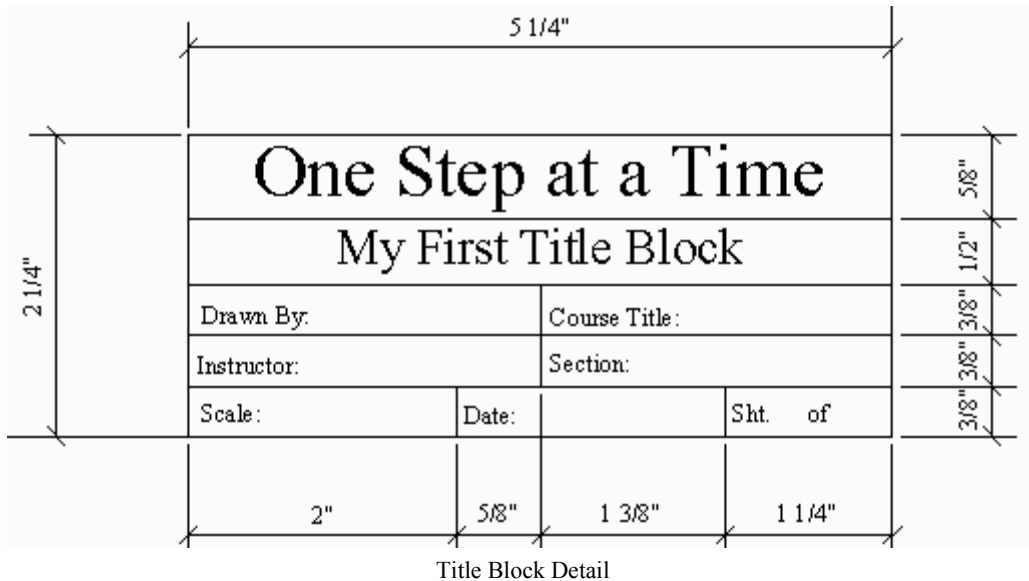 5 1/4"
One Step at a Time
5/8"
My First Title Block
1/2"
2 1/4"
Drawn By: Course Title:
3/8"
Instructor: Section:
3/8"
Scale: Date: Sht. of
3/8"
2" 5/8" 1 3/8" 1 1/4"
Title Block Detail